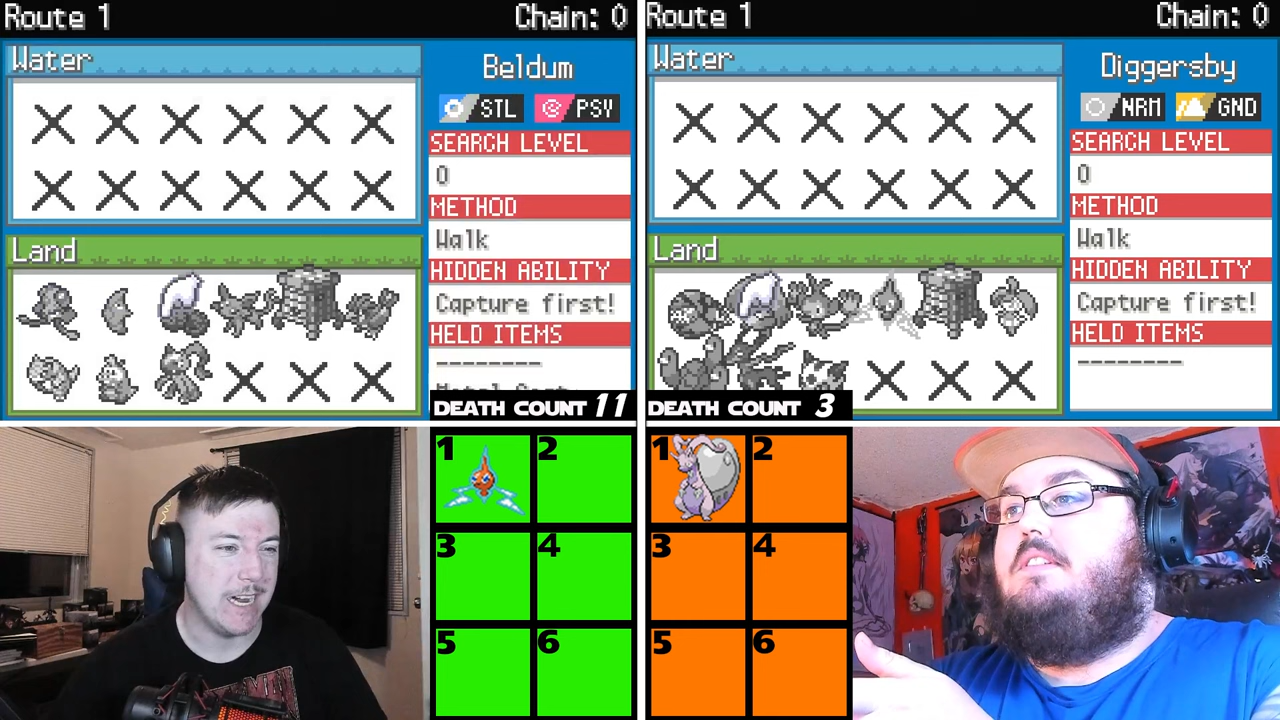 Route 1 Chain: 0
Water
Beldum
STL PSY
SEARCH LEVEL
0
METHOD
Walk
HIDDEN ABILITY
Capture first!
HELD ITEMS
--------
Land
DEATH COUNT 11
1 2
3 4
5 6
Route 1 Chain: 0
Water
Diggersby
NRM GND
SEARCH LEVEL
0
METHOD
Walk
HIDDEN ABILITY
Capture first!
HELD ITEMS
--------
Land
DEATH COUNT 3
1 2
3 4
5 6